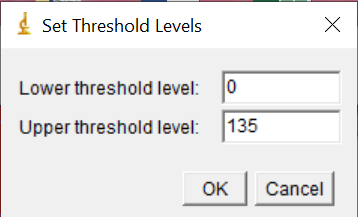 Set Threshold Levels
Lower threshold level: 0
Upper threshold level: 135
OK Cancel